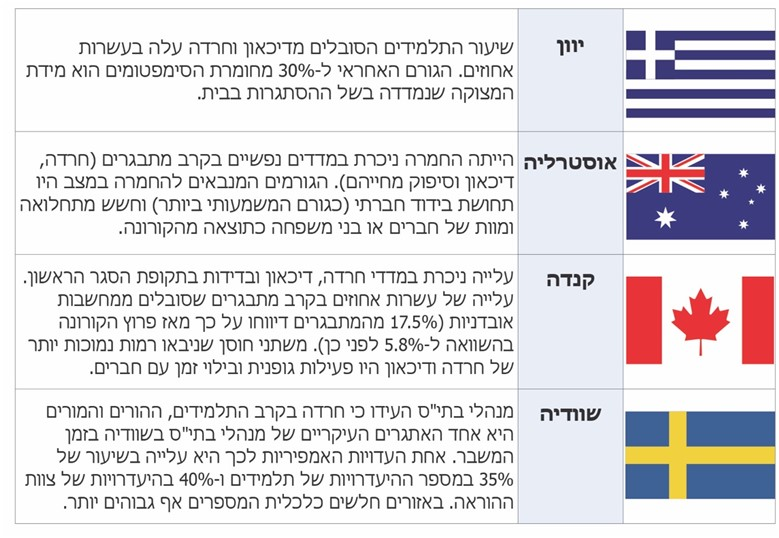 יוון
שיעור התלמידים הסובלים מדיכאון וחרדה עלה בעשרות
אחוזים. הגורם האחראי ל-30% מחומרת הסימפטומים הוא מידת
המצוקה שנמדדה בשל ההסתגרות בבית.
אוסטרליה
הייתה החמרה ניכרת במדדים נפשיים בקרב מתבגרים (חרדה,
דיכאון וסיפוק מחייהם). הגורמים המנבאים להחמרה במצב היו
תחושת בידוד חברתי (כגורם המשמעותי ביותר) וחשש מתחלואה
ומוות של חברים או בני משפחה כתוצאה מהקורונה.
קנדה
עלייה ניכרת במדדי חרדה, דיכאון ובדידות בתקופת הסגר הראשון.
עלייה של עשרות אחוזים בקרב מתבגרים שסובלים ממחשבות
אובדניות (17.5% מהמתבגרים דיווחו על כך מאז פרוץ הקורונה
בהשוואה ל-5.8% לפני כן). משתני חוסן שניבאו רמות נמוכות יותר
של חרדה ודיכאון היו פעילות גופנית ובילוי זמן עם חברים.
שוודיה
מנהלי בתי"ס העידו כי חרדה בקרב התלמידים, ההורים והמורים
היא אחד האתגרים העיקריים של מנהלי בתי"ס בשוודיה בזמן
המשבר. אחת העדויות האמפיריות לכך היא עלייה בשיעור של
35% במספר ההיעדרויות של תלמידים ו-40% בהיעדרויות של צוות
ההוראה. באזורים חלשים כלכלית המספרים אף גבוהים יותר.